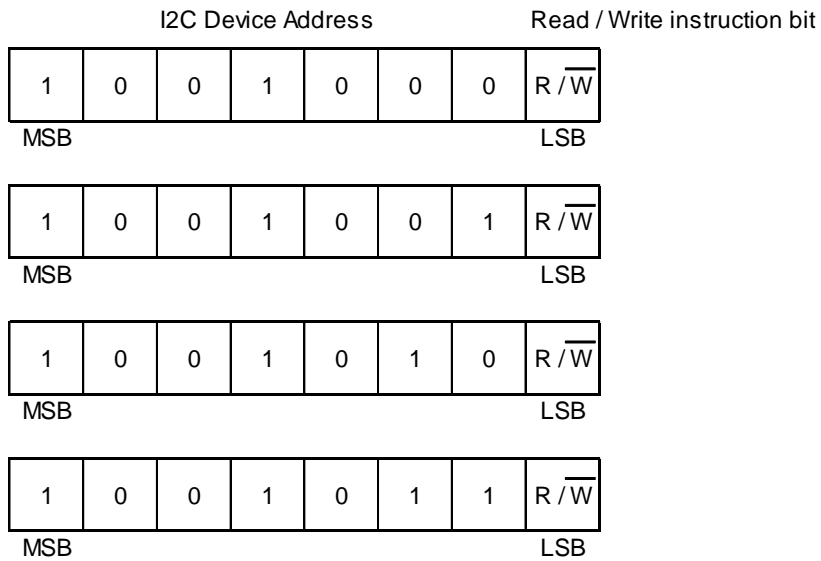 I2C Device Address Read / Write instruction bit
1 0 0 1 0 0 0 R / W̅
MSB LSB
1 0 0 1 0 0 1 R / W̅
MSB LSB
1 0 0 1 0 1 0 R / W̅
MSB LSB
1 0 0 1 0 1 1 R / W̅
MSB LSB